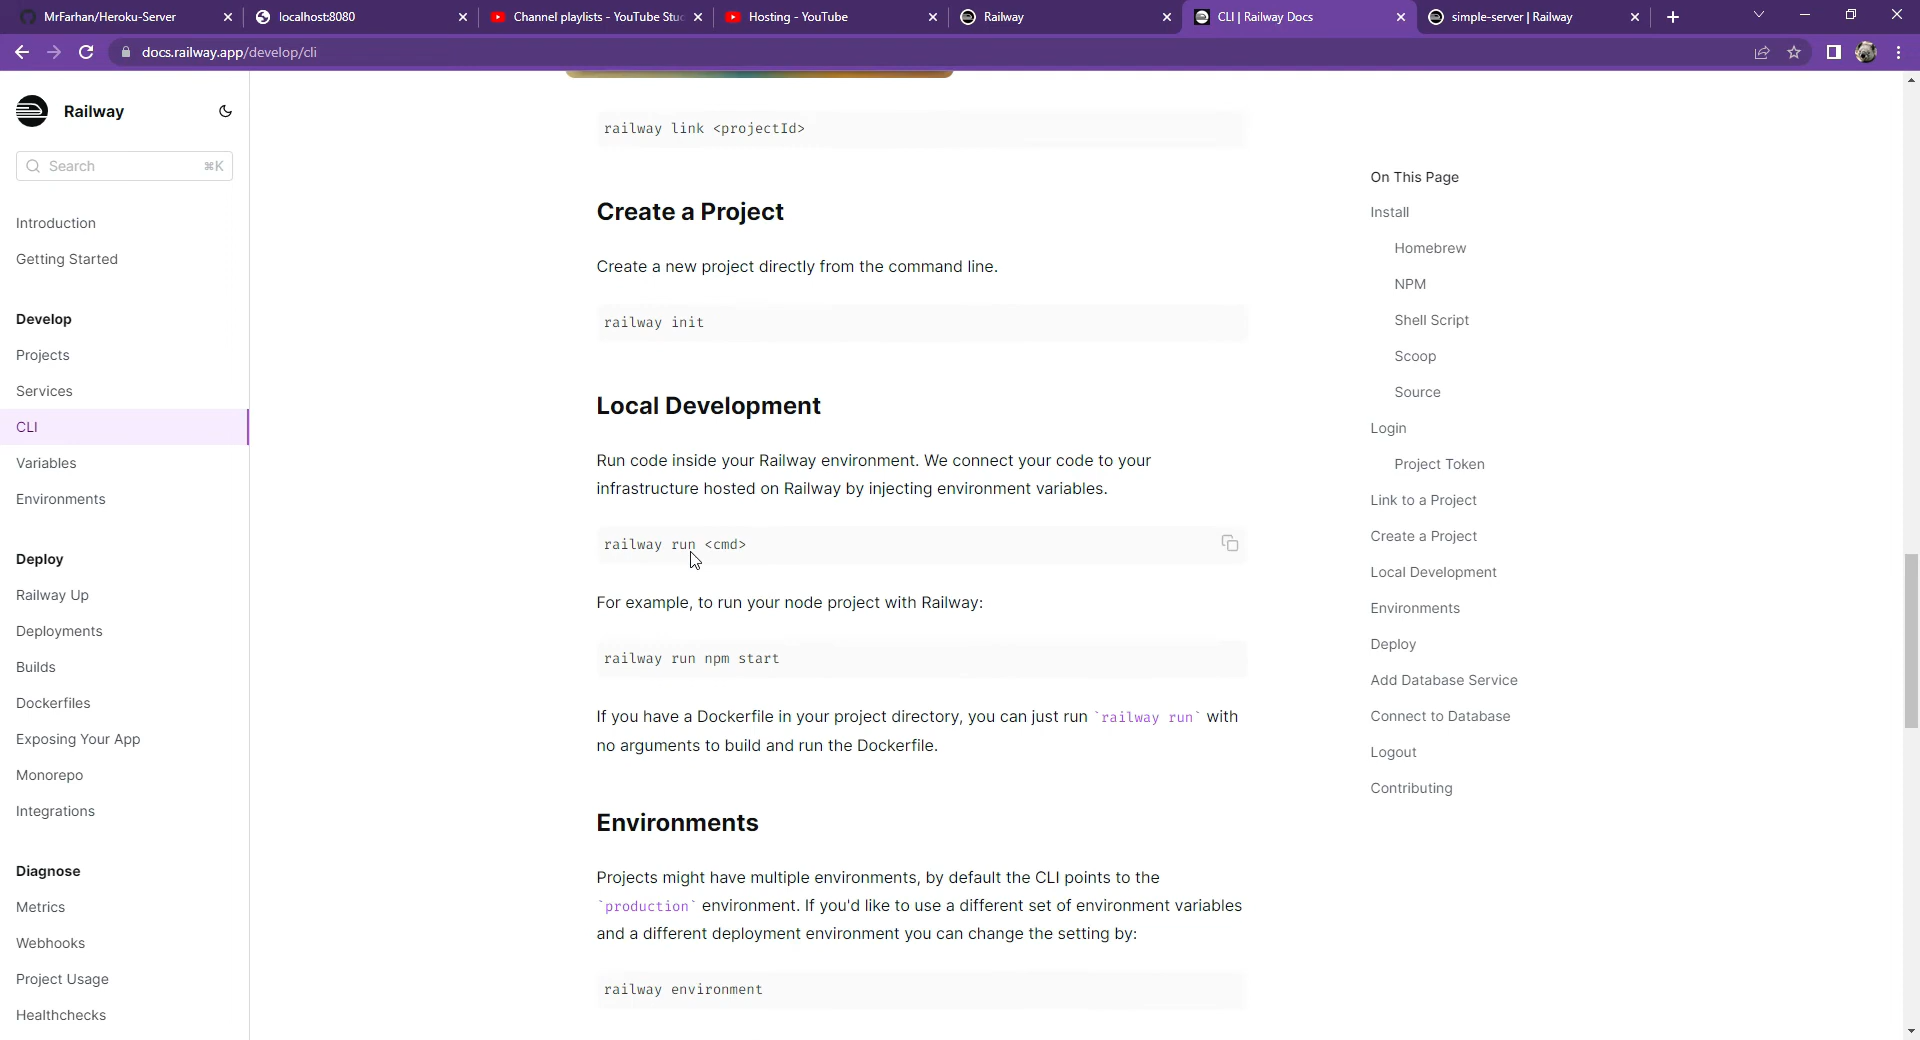 MrFarhan/Heroku-Server
localhost:8080
Channel playlists - YouTube Stu
Hosting - YouTube
Railway
CLI | Railway Docs
simple-server | Railway
docs.railway.app/develop/cli
Railway
Search
⌘K
Introduction
Getting Started
Develop
Projects
Services
CLI
Variables
Environments
Deploy
Railway Up
Deployments
Builds
Dockerfiles
Exposing Your App
Monorepo
Integrations
Diagnose
Metrics
Webhooks
Project Usage
Healthchecks
railway link <projectId>
Create a Project
Create a new project directly from the command line.
railway init
Local Development
Run code inside your Railway environment. We connect your code to your
infrastructure hosted on Railway by injecting environment variables.
railway run <cmd>
For example, to run your node project with Railway:
railway run npm start
If you have a Dockerfile in your project directory, you can just run `railway run` with
no arguments to build and run the Dockerfile.
Environments
Projects might have multiple environments, by default the CLI points to the
`production` environment. If you'd like to use a different set of environment variables
and a different deployment environment you can change the setting by:
railway environment
On This Page
Install
Homebrew
NPM
Shell Script
Scoop
Source
Login
Project Token
Link to a Project
Create a Project
Local Development
Environments
Deploy
Add Database Service
Connect to Database
Logout
Contributing